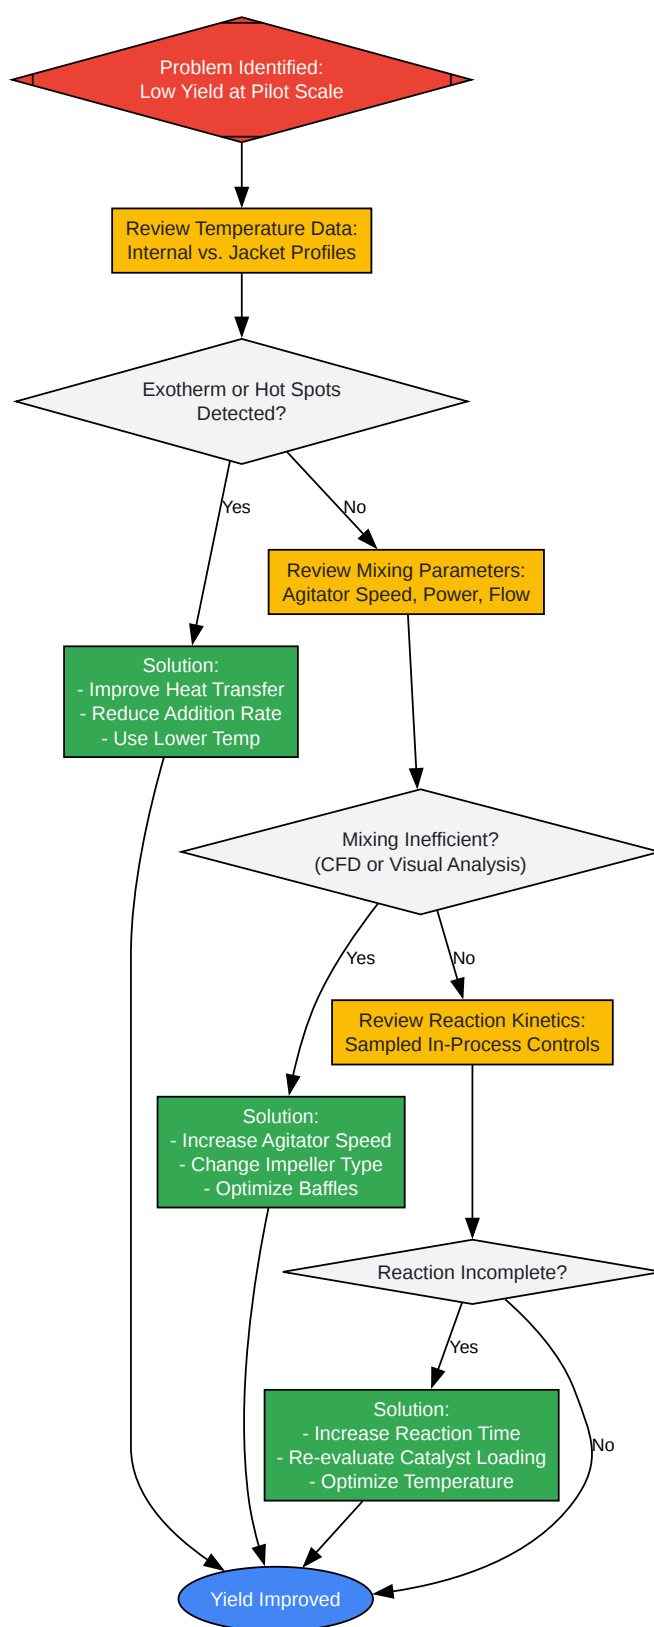 Problem Identified:
Low Yield at Pilot Scale
Review Temperature Data:
Internal vs. Jacket Profiles
Exotherm or Hot Spots
Detected?
Yes
No
Review Mixing Parameters:
Agitator Speed, Power, Flow
Solution:
- Improve Heat Transfer
- Reduce Addition Rate
- Use Lower Temp
Mixing Inefficient?
(CFD or Visual Analysis)
Yes
No
Review Reaction Kinetics:
Sampled In-Process Controls
Solution:
- Increase Agitator Speed
- Change Impeller Type
- Optimize Baffles
Reaction Incomplete?
Yes
Solution:
- Increase Reaction Time
- Re-evaluate Catalyst Loading
- Optimize Temperature
No
Yield Improved